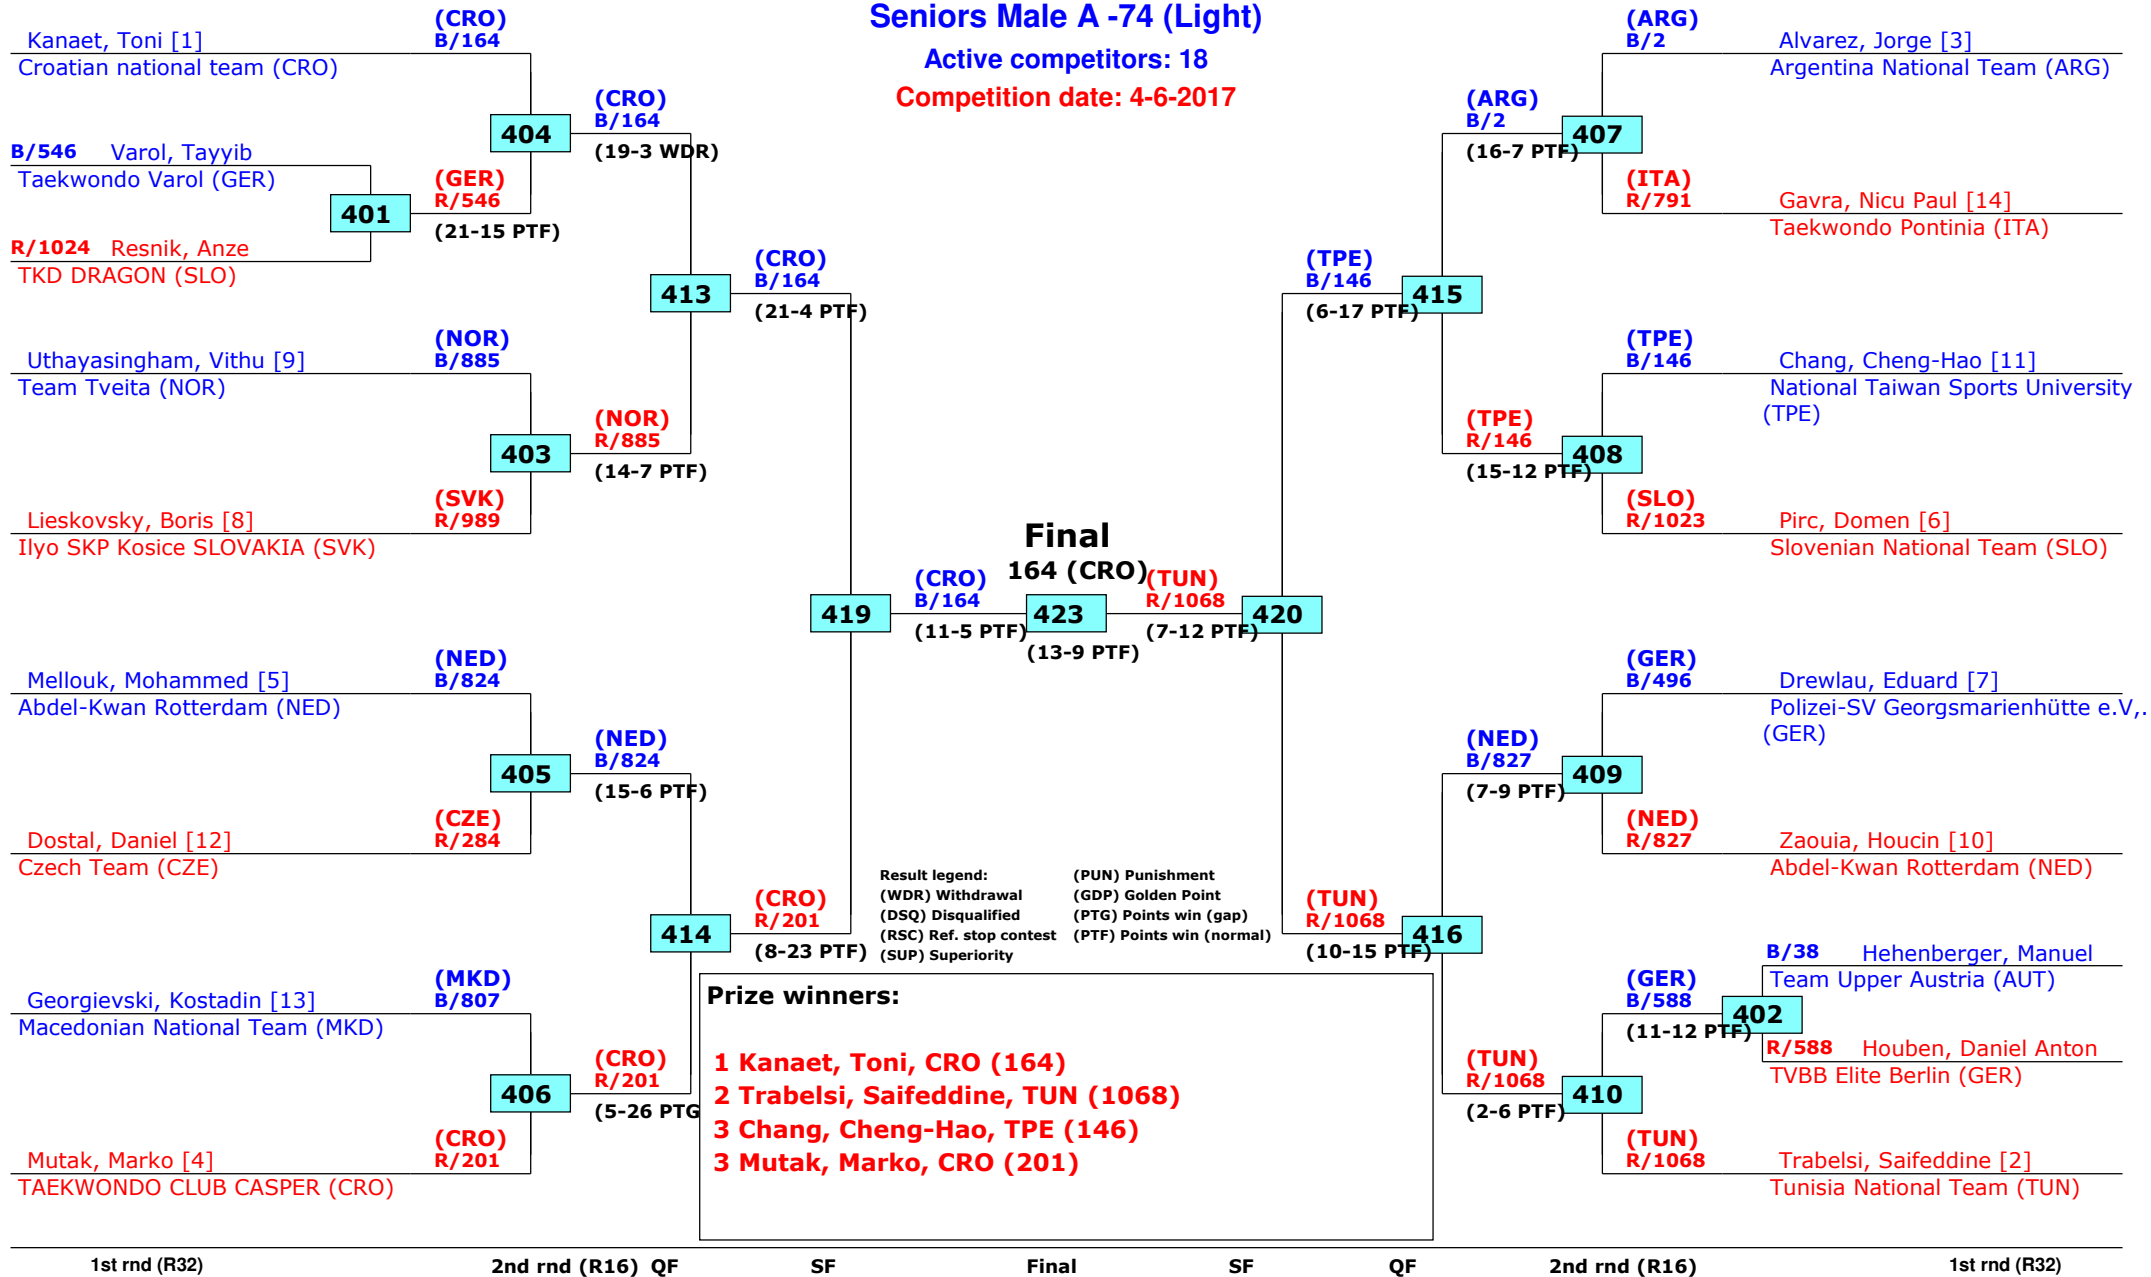 Seniors Male A -74 (Light)
Active competitors: 18
Competition date: 4-6-2017
Kanaet, Toni [1]
Croatian national team (CRO)
(CRO)
B/164
B/546 Varol, Tayyib
Taekwondo Varol (GER)
401
R/1024 Resnik, Anze
TKD DRAGON (SLO)
(GER)
R/546
(21-15 PTF)
404
(CRO)
B/164
(19-3 WDR)
Uthayasingham, Vithu [9]
Team Tveita (NOR)
(NOR)
B/885
403
Lieskovsky, Boris [8]
Ilyo SKP Kosice SLOVAKIA (SVK)
(SVK)
R/989
(NOR)
R/885
(14-7 PTF)
413
(CRO)
B/164
(21-4 PTF)
Mellouk, Mohammed [5]
Abdel-Kwan Rotterdam (NED)
(NED)
B/824
405
Dostal, Daniel [12]
Czech Team (CZE)
(CZE)
R/284
(NED)
B/824
(15-6 PTF)
Georgievski, Kostadin [13]
Macedonian National Team (MKD)
(MKD)
B/807
406
Mutak, Marko [4]
TAEKWONDO CLUB CASPER (CRO)
(CRO)
R/201
(CRO)
R/201
(5-26 PTG
414
(CRO)
R/201
(8-23 PTF)
419
(CRO)
B/164
(11-5 PTF)
Final
164 (CRO)
423
(13-9 PTF)
(TUN)
R/1068
(7-12 PTF)
420
(TPE)
B/146
(6-17 PTF)
415
(ARG)
B/2
(16-7 PTF)
407
(ARG)
B/2
Alvarez, Jorge [3]
Argentina National Team (ARG)
(ITA)
R/791
Gavra, Nicu Paul [14]
Taekwondo Pontinia (ITA)
(TPE)
R/146
(15-12 PTF)
408
(TPE)
B/146
Chang, Cheng-Hao [11]
National Taiwan Sports University
(TPE)
(SLO)
R/1023
Pirc, Domen [6]
Slovenian National Team (SLO)
(TUN)
R/1068
(10-15 PTF)
416
(NED)
B/827
(7-9 PTF)
409
(GER)
B/496
Drewlau, Eduard [7]
Polizei-SV Georgsmarienhütte e.V,.
(GER)
(NED)
R/827
Zaouia, Houcin [10]
Abdel-Kwan Rotterdam (NED)
(TUN)
R/1068
(2-6 PTF)
410
(GER)
B/588
(11-12 PTF)
402
B/38 Hehenberger, Manuel
Team Upper Austria (AUT)
R/588 Houben, Daniel Anton
TVBB Elite Berlin (GER)
(TUN)
R/1068
Trabelsi, Saifeddine [2]
Tunisia National Team (TUN)
Result legend:
(WDR) Withdrawal
(DSQ) Disqualified
(RSC) Ref. stop contest
(SUP) Superiority
(PUN) Punishment
(GDP) Golden Point
(PTG) Points win (gap)
(PTF) Points win (normal)
Prize winners:
1 Kanaet, Toni, CRO (164)
2 Trabelsi, Saifeddine, TUN (1068)
3 Chang, Cheng-Hao, TPE (146)
3 Mutak, Marko, CRO (201)
1st rnd (R32) 2nd rnd (R16) QF SF Final SF QF 2nd rnd (R16) 1st rnd (R32)